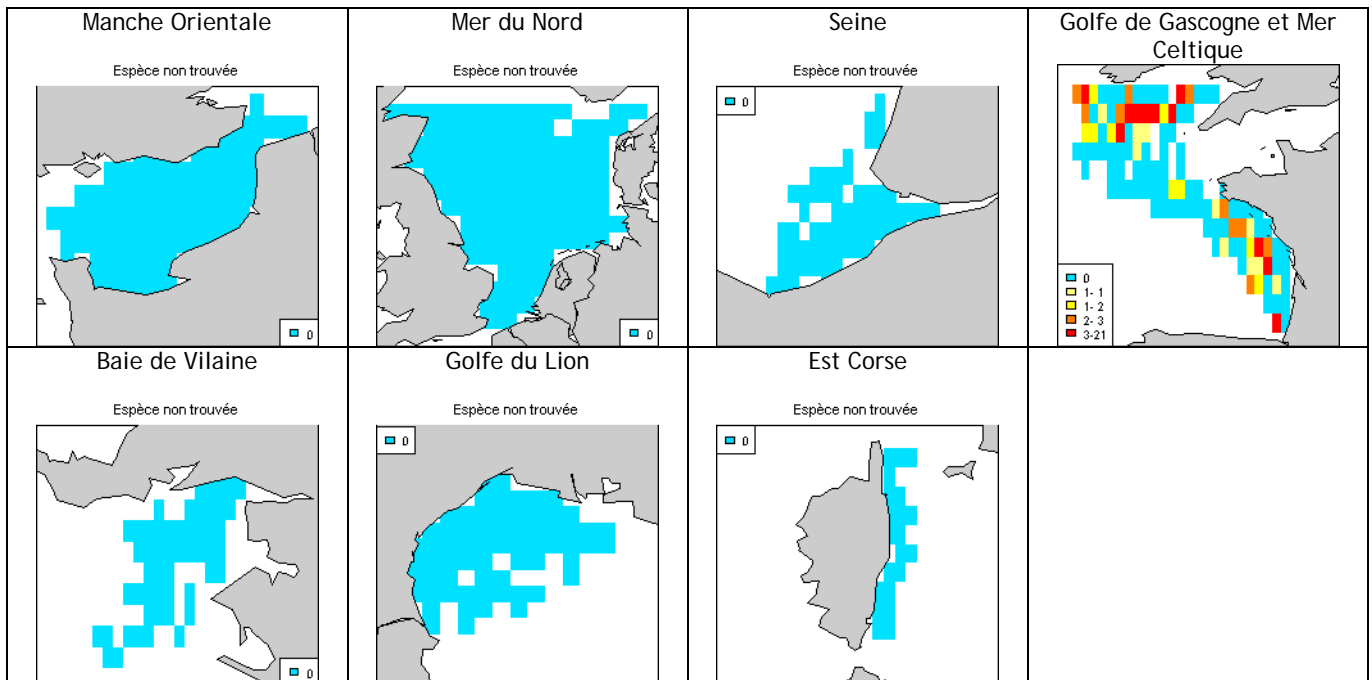 Manche Orientale
Espèce non trouvée
0
Mer du Nord
Espèce non trouvée
0
Seine
Espèce non trouvée
0
Golfe de Gascogne et Mer
Celtique
0
1- 1
1- 2
2- 3
3-21
Baie de Vilaine
Espèce non trouvée
0
Golfe du Lion
Espèce non trouvée
0
Est Corse
Espèce non trouvée
0